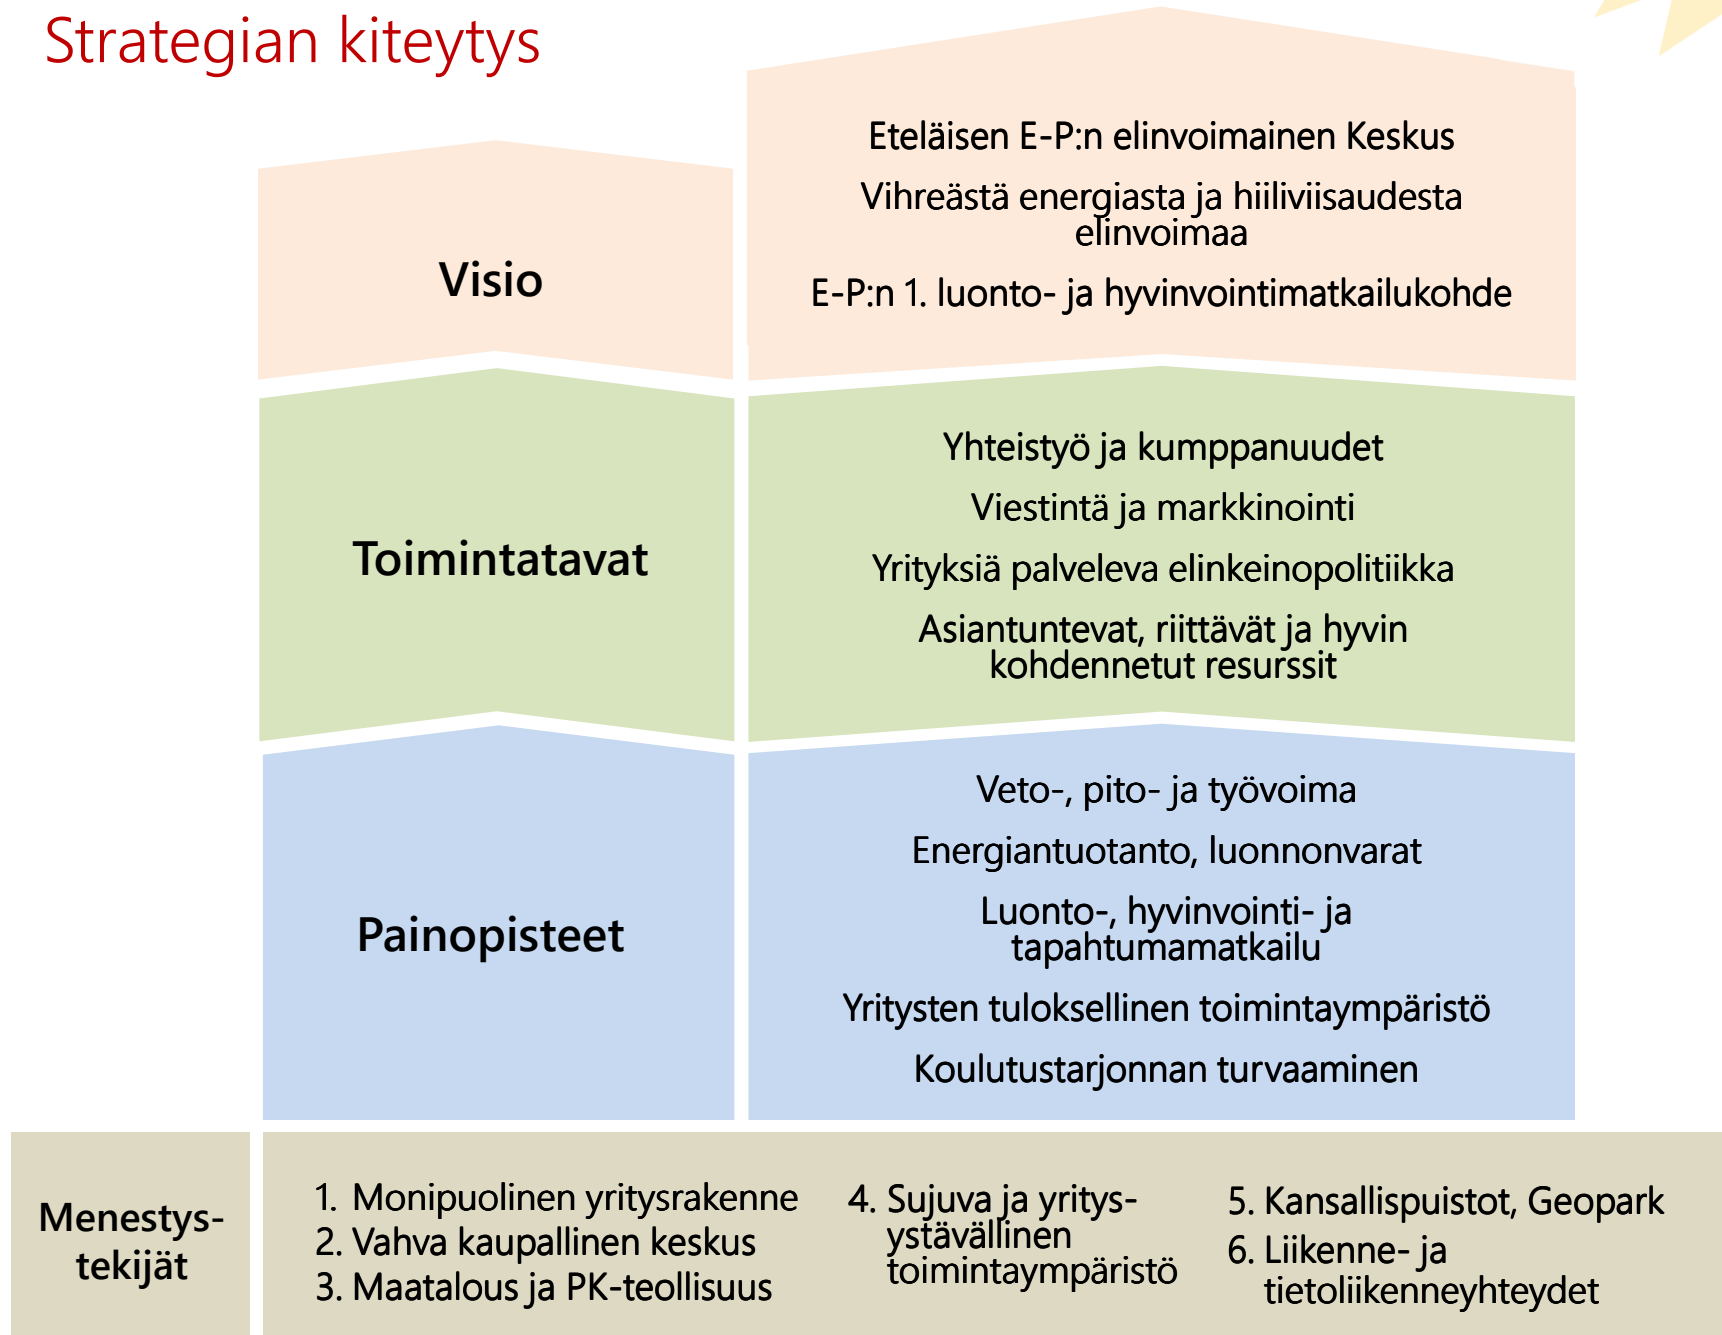 Strategian kiteytys
Visio
Eteläisen E-P:n elinvoimainen Keskus
Vihreästä energiasta ja hiiliviisaudesta
elinvoimaa
E-P:n 1. luonto- ja hyvinvointimatkailukohde
Toimintatavat
Yhteistyö ja kumppanuudet
Viestintä ja markkinointi
Yrityksiä palveleva elinkeinopolitiikka
Asiantuntevat, riittävät ja hyvin
kohdennetut resurssit
Painopisteet
Veto-, pito- ja työvoima
Energiantuotanto, luonnonvarat
Luonto-, hyvinvointi- ja
tapahtumamatkailu
Yritysten tuloksellinen toimintaympäristö
Koulutustarjonnan turvaaminen
Menestys-
tekijät
1. Monipuolinen yritysrakenne
2. Vahva kaupallinen keskus
3. Maatalous ja PK-teollisuus
4. Sujuva ja yritys-
ystävällinen
toimintaympäristö
5. Kansallispuistot, Geopark
6. Liikenne- ja
tietoliikenneyhteydet